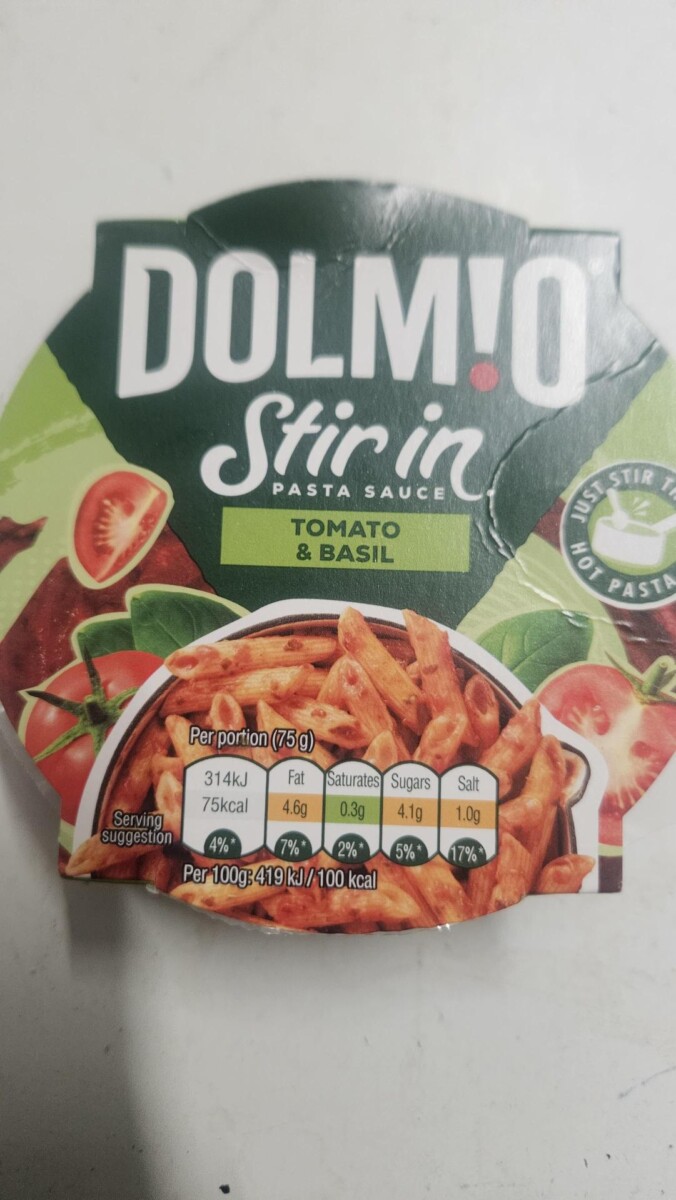 DOLM!O
Stir in
PASTA SAUCE
TOMATO
& BASIL
JUST STIR
HOT PASTA
Per portion (75 g)
314kJ
75kcal
4%*
Fat
4.6g
7%*
Saturates
0.3g
2%*
Sugars
4.1g
5%*
Salt
1.0g
17%*
Serving
suggestion
Per 100g: 419 kJ / 100 kcal